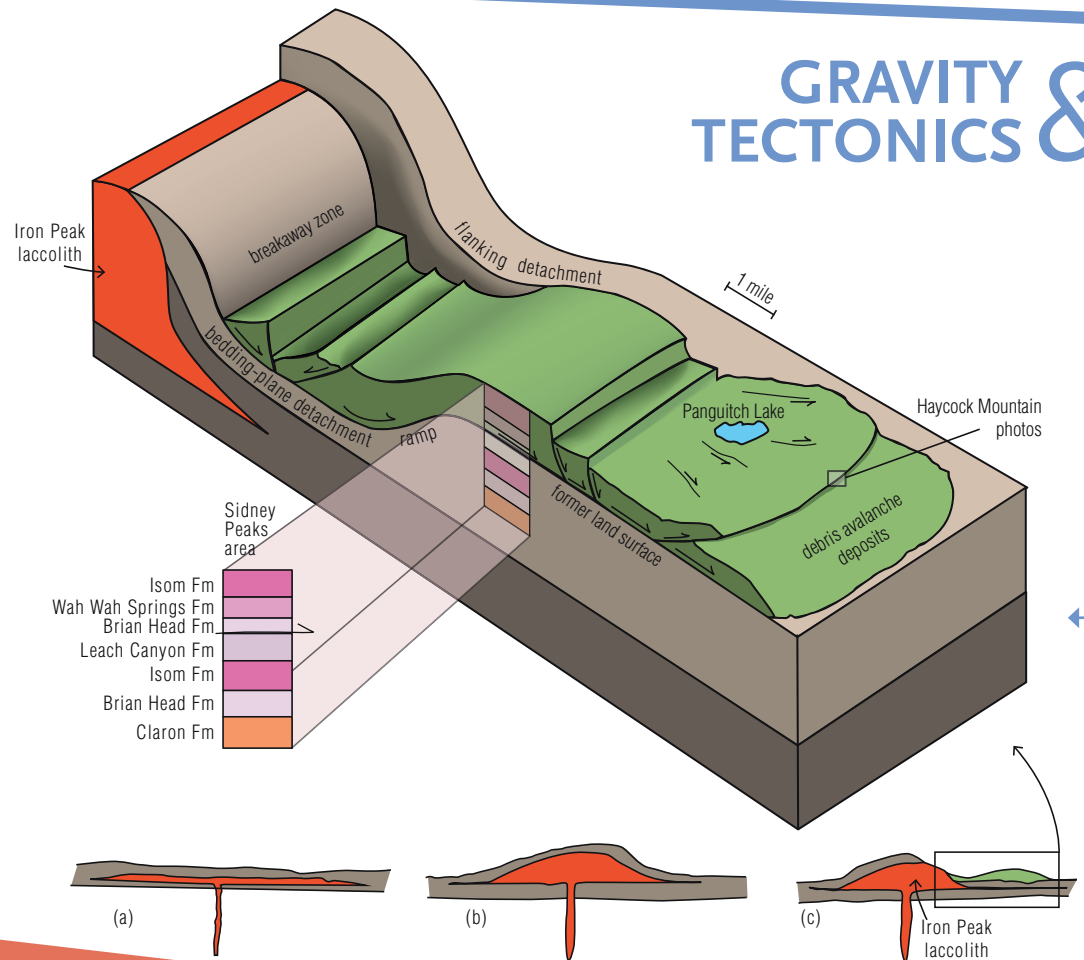 GRAVITY &
TECTONICS
Iron Peak
laccolith
breakaway zone
flanking detachment
1 mile
bedding-plane detachment ramp
Panguitch Lake
Haycock Mountain
photos
former land surface
debris avalanche
deposits
Sidney
Peaks
area
Isom Fm
Wah Wah Springs Fm
Brian Head Fm
Leach Canyon Fm
Isom Fm
Brian Head Fm
Claron Fm
(a)
(b)
(c)
Iron Peak
laccolith